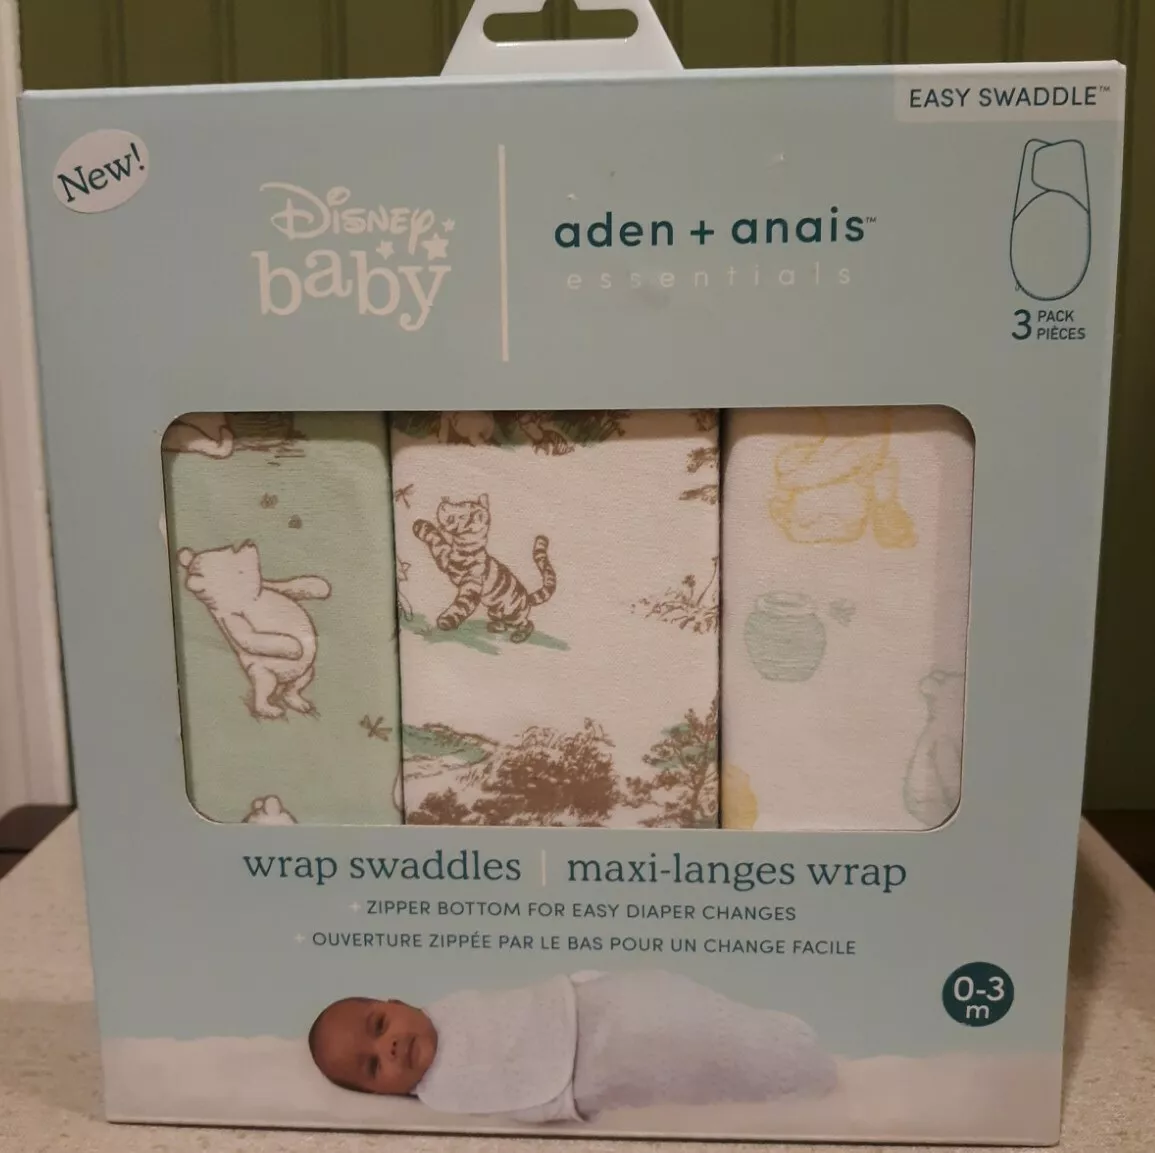 EASY SWADDLE™
New!
Disney
baby
aden + anais™
essentials
3 PACK
PIÈCES
wrap swaddles | maxi-langes wrap
+ ZIPPER BOTTOM FOR EASY DIAPER CHANGES
+ OUVERTURE ZIPPÉE PAR LE BAS POUR UN CHANGE FACILE
0-3
m